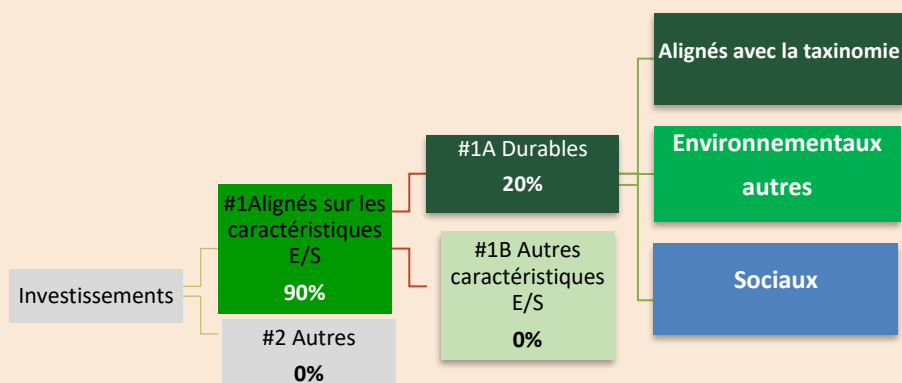 Investissements
#1Alignés sur les
caractéristiques
E/S
90%
#2 Autres
0%
#1A Durables
20%
#1B Autres
caractéristiques
E/S
0%
Alignés avec la taxinomie
Environnementaux
autres
Sociaux